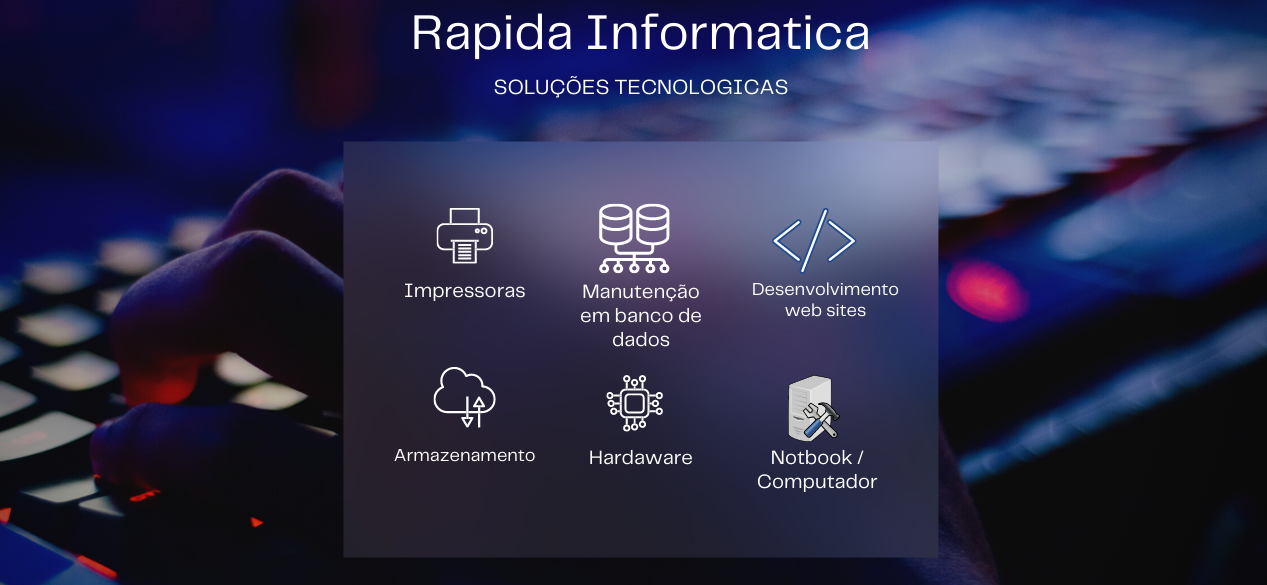 Rapida Informatica
SOLUÇÕES TECNOLOGICAS
Impressoras
Manutenção
em banco de
dados
Desenvolvimento
web sites
Armazenamento
Hardaware
Notbook /
Computador